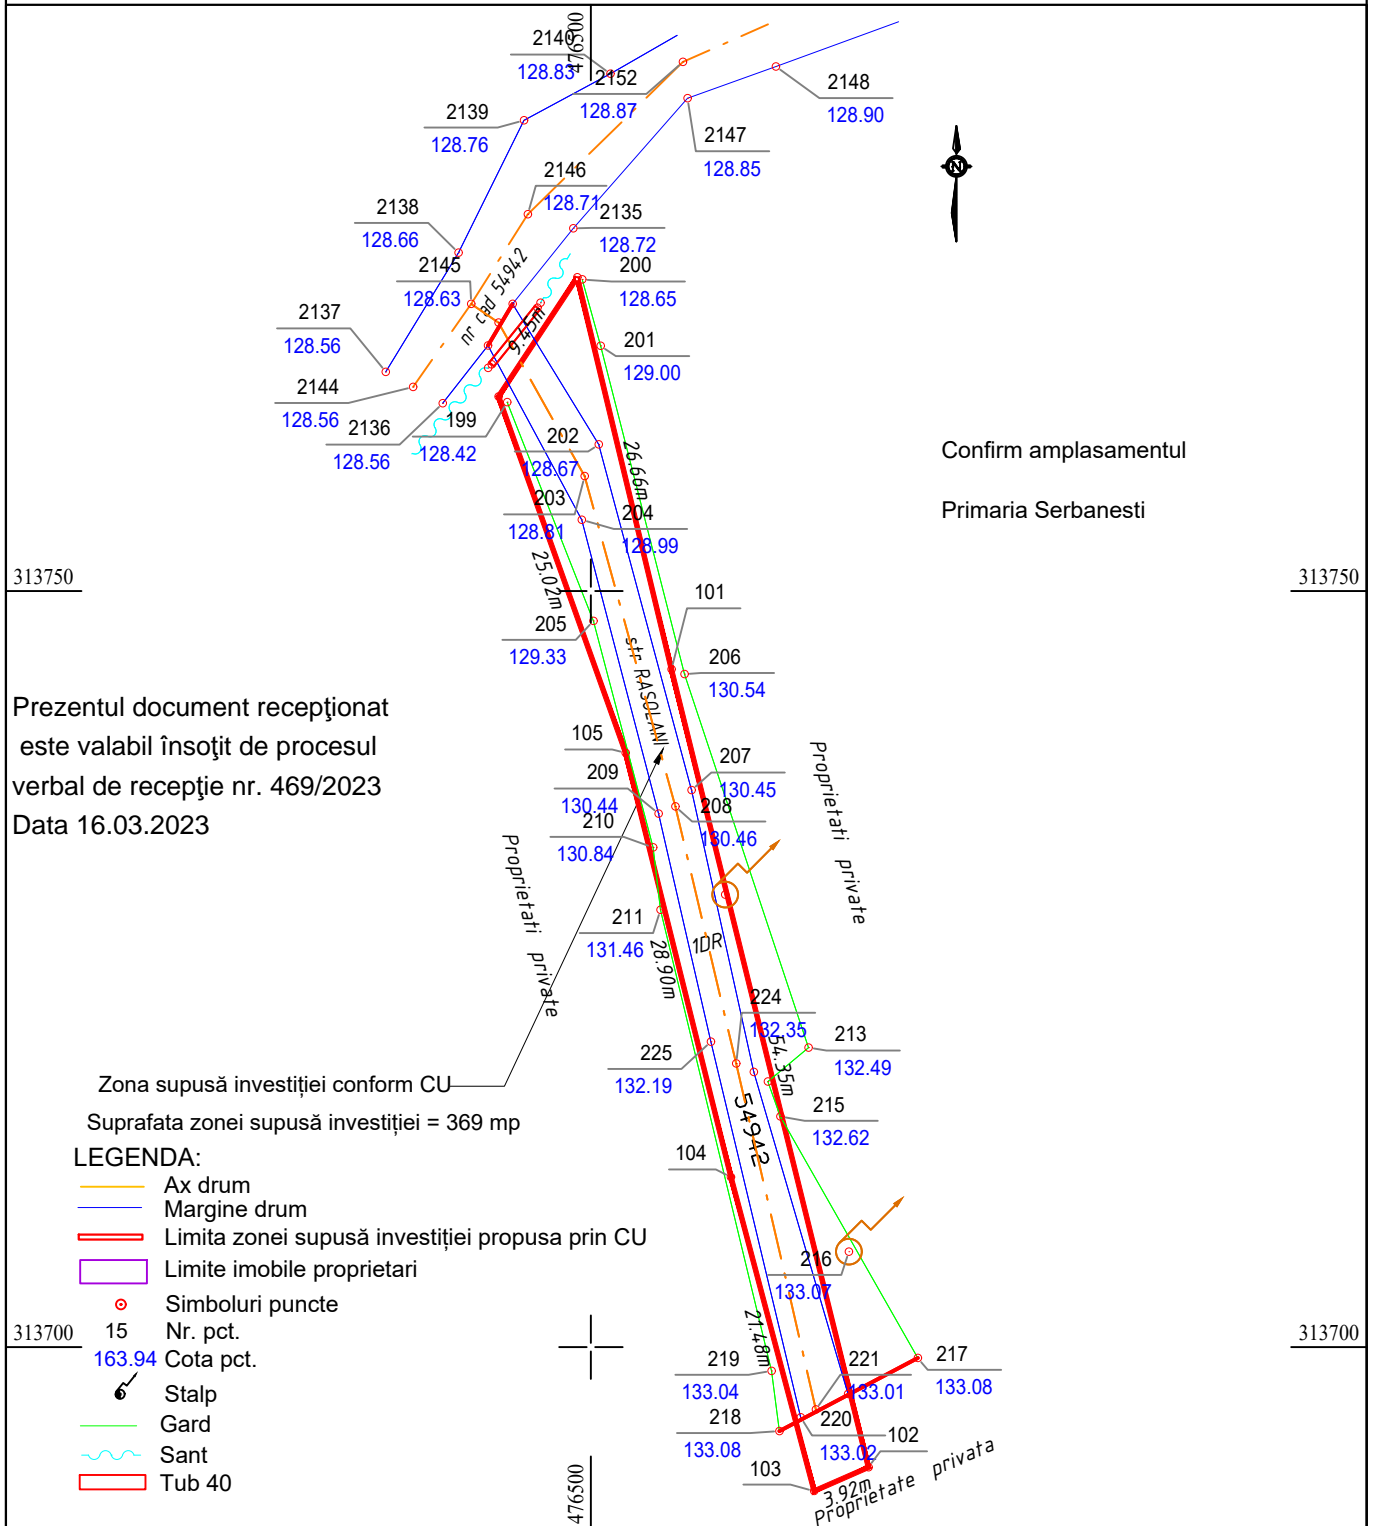 476500
2140
128.83
2152
128.87
2148
128.90
2139
128.76
2147
128.85
N
2146
128.71
2138
128.66
2135
128.72
2145
128.63
nr cad 54942
200
128.65
2137
128.56
9.45m
201
129.00
2144
128.56
2136
128.56
199
128.42
202
128.67
26.66m
Confirm amplasamentul
203
128.81
204
128.99
Primaria Serbanesti
25.02m
313750
313750
101
205
129.33
str RASOLANI
206
130.54
Prezentul document recepţionat
este valabil însoţit de procesul
verbal de recepţie nr. 469/2023
Data 16.03.2023
105
Proprietati private
207
130.45
209
130.44
208
130.46
210
130.84
Proprietati private
211
131.46
1DR
28.90m
224
132.35
213
132.49
225
132.19
54.35m
Zona supusă investiției conform CU
215
132.62
Suprafata zonei supusă investiției = 369 mp
54942
LEGENDA:
104
Ax drum
Margine drum
Limita zonei supusă investiției propusa prin CU
216
133.07
Limite imobile proprietari
Simboluri puncte
313700
15 Nr. pct.
21.48m
313700
163.94 Cota pct.
219
133.04
221
133.01
217
133.08
Stalp
Gard
218
133.08
220
133.02
102
Sant
103
3.92m
Proprietate privata
Tub 40
476500